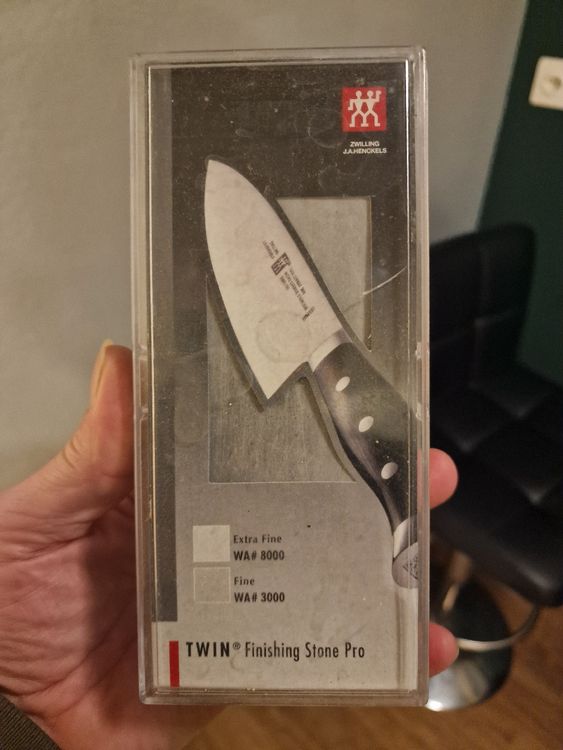 ZWILLING
J.A.HENCKELS
Extra Fine
WA# 8000
Fine
WA# 3000
TWIN® Finishing Stone Pro